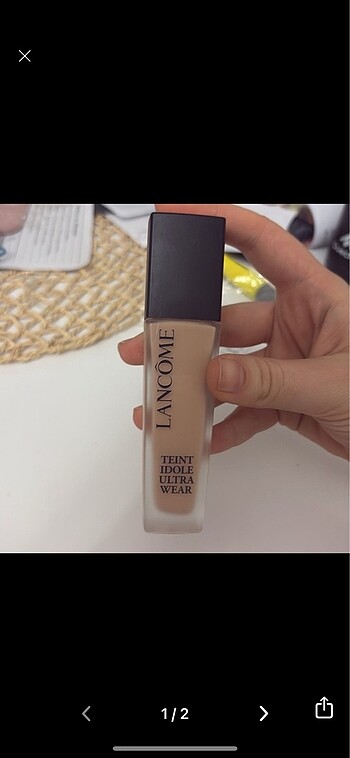 LANCÔME
TEINT
IDOLE
ULTRA
WEAR
1/2